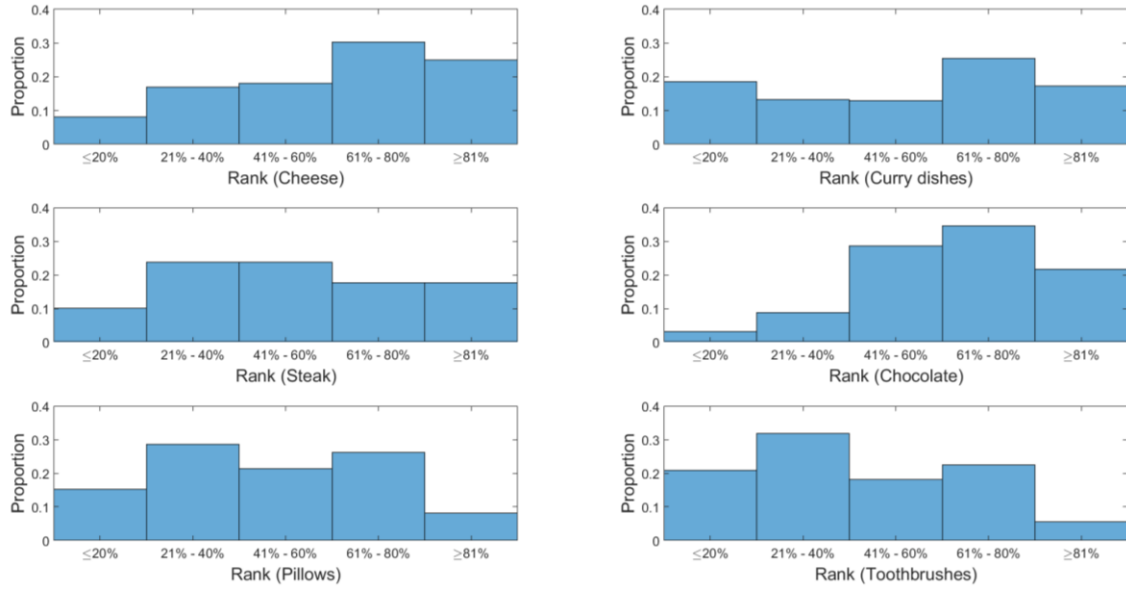 Proportion
0.4
0.3
0.2
0.1
0
≤20% 21% - 40% 41% - 60% 61% - 80% ≥81%
Rank (Cheese)
Proportion
0.4
0.3
0.2
0.1
0
≤20% 21% - 40% 41% - 60% 61% - 80% ≥81%
Rank (Curry dishes)
Proportion
0.4
0.3
0.2
0.1
0
≤20% 21% - 40% 41% - 60% 61% - 80% ≥81%
Rank (Steak)
Proportion
0.4
0.3
0.2
0.1
0
≤20% 21% - 40% 41% - 60% 61% - 80% ≥81%
Rank (Chocolate)
Proportion
0.4
0.3
0.2
0.1
0
≤20% 21% - 40% 41% - 60% 61% - 80% ≥81%
Rank (Pillows)
Proportion
0.4
0.3
0.2
0.1
0
≤20% 21% - 40% 41% - 60% 61% - 80% ≥81%
Rank (Toothbrushes)